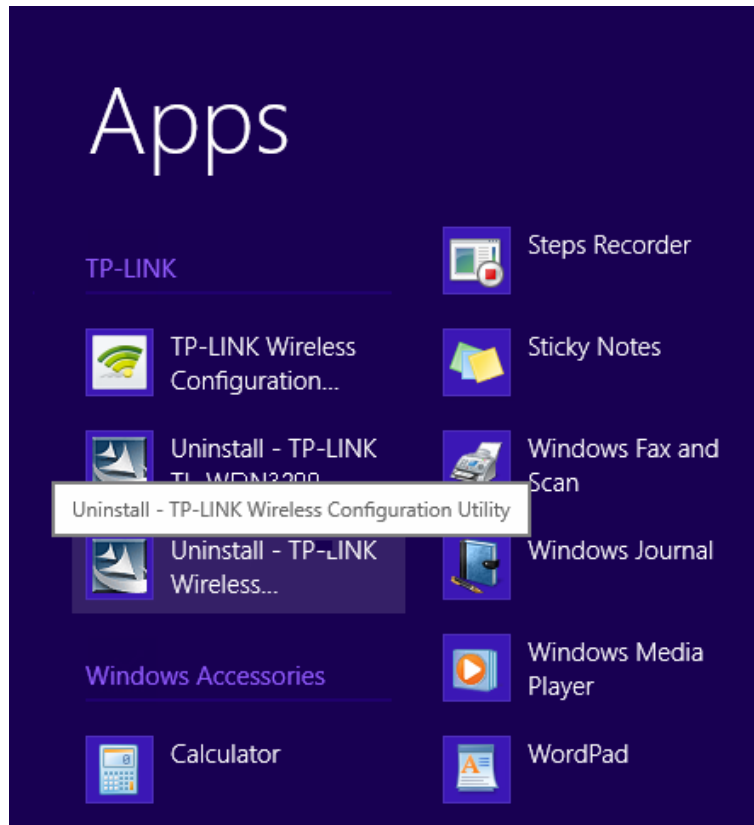 Apps
TP-LINK
TP-LINK Wireless
Configuration...
Uninstall - TP-LINK
Uninstall - TP-LINK Wireless Configuration Utility
Uninstall - TP-LINK
Wireless...
Windows Accessories
Calculator
Steps Recorder
Sticky Notes
Windows Fax and
Scan
Windows Journal
Windows Media
Player
WordPad